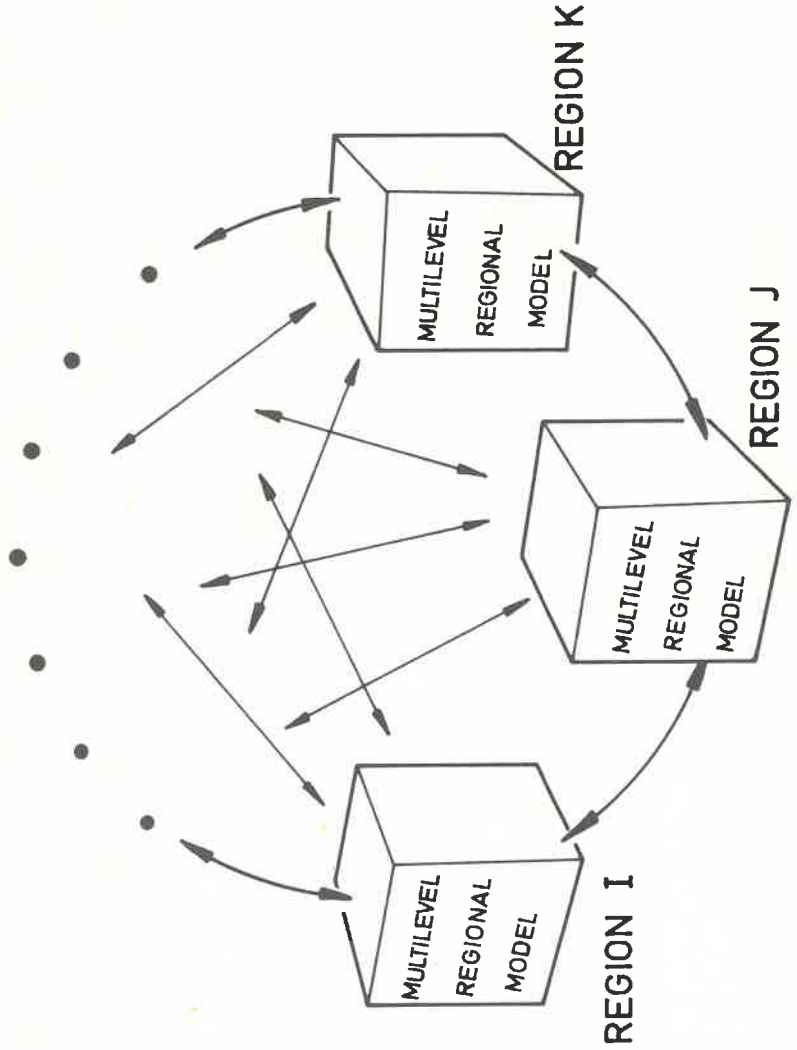 MULTILEVEL
REGIONAL
MODEL
REGION I
MULTILEVEL
REGIONAL
MODEL
REGION J
MULTILEVEL
REGIONAL
MODEL
REGION K